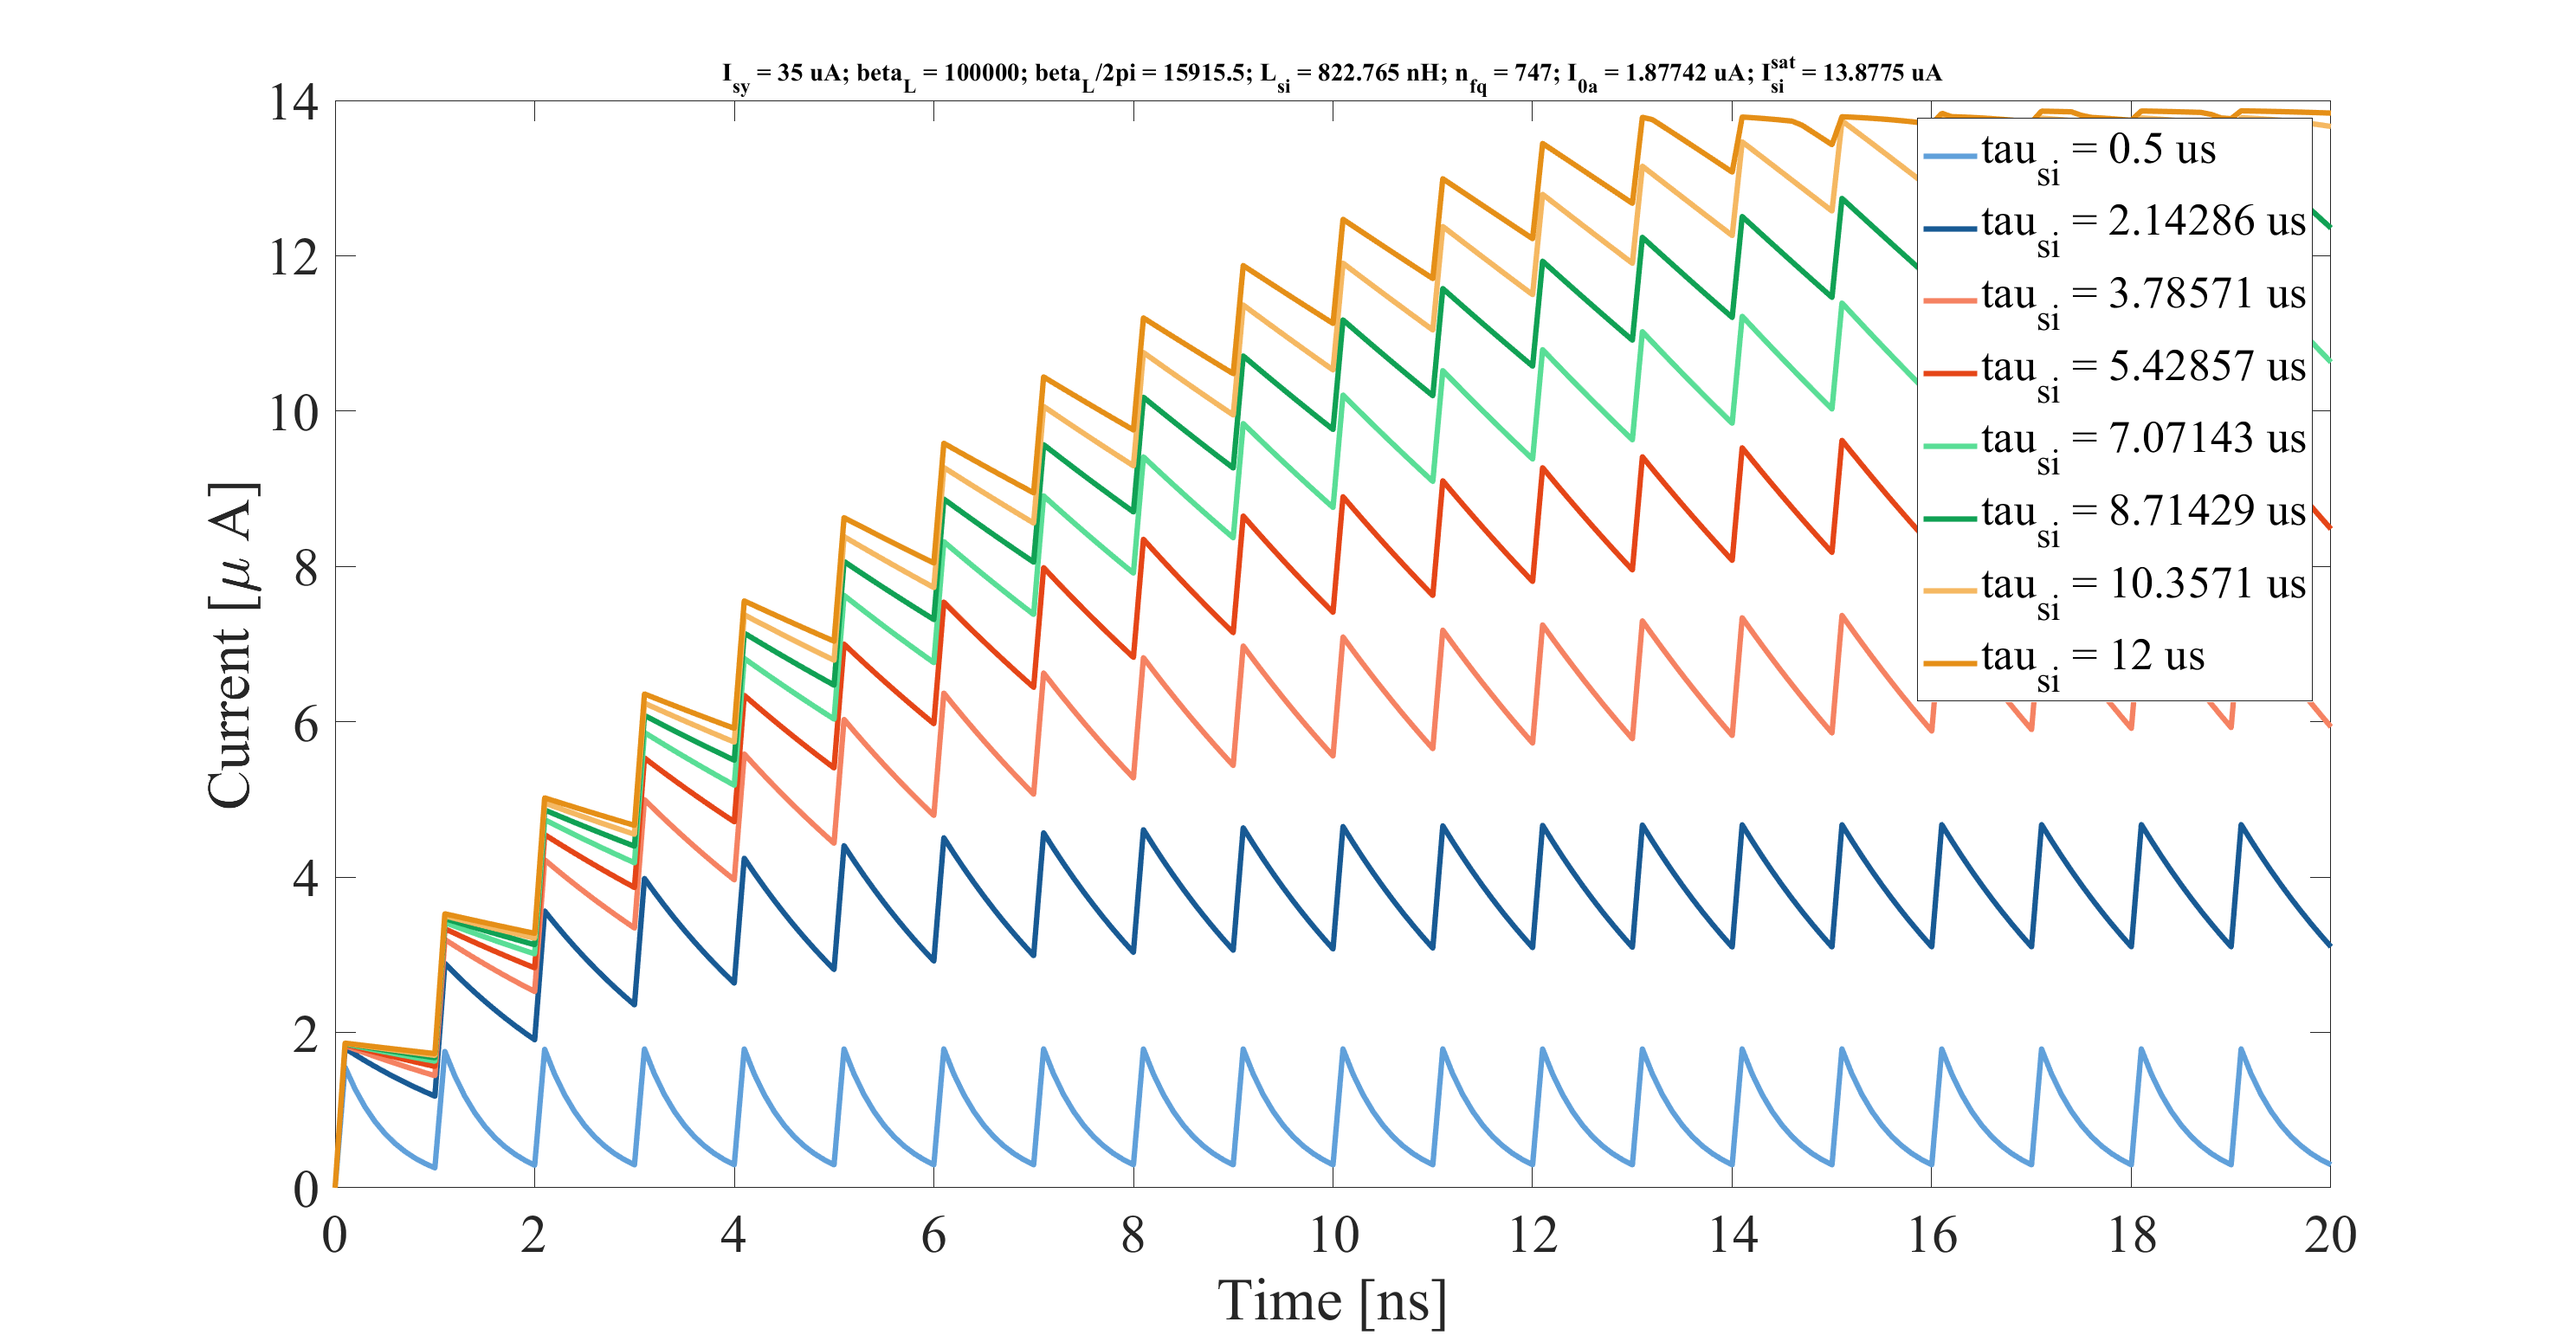 I_sy = 35 uA; beta_L = 100000; beta_L/2pi = 15915.5; L_si = 822.765 nH; n_fq = 747; I_0a = 1.87742 uA; I_si^sat = 13.8775 uA
14
12
10
8
6
4
2
0
Current [μ A]
tau_si = 0.5 us
tau_si = 2.14286 us
tau_si = 3.78571 us
tau_si = 5.42857 us
tau_si = 7.07143 us
tau_si = 8.71429 us
tau_si = 10.3571 us
tau_si = 12 us
0 2 4 6 8 10 12 14 16 18 20
Time [ns]